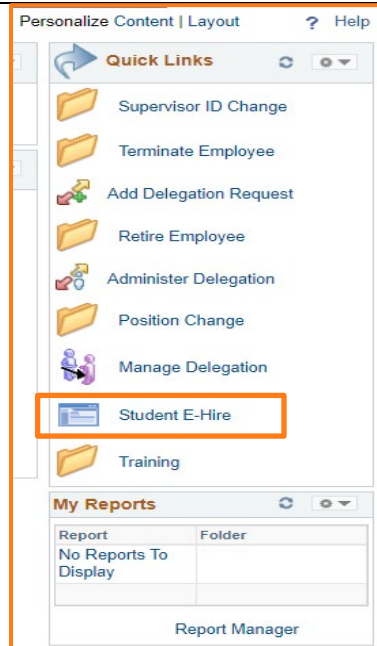 Personalize Content | Layout ? Help
Quick Links
Supervisor ID Change
Terminate Employee
Add Delegation Request
Retire Employee
Administer Delegation
Position Change
Manage Delegation
Student E-Hire
Training
My Reports
Report Folder
No Reports To
Display
Report Manager